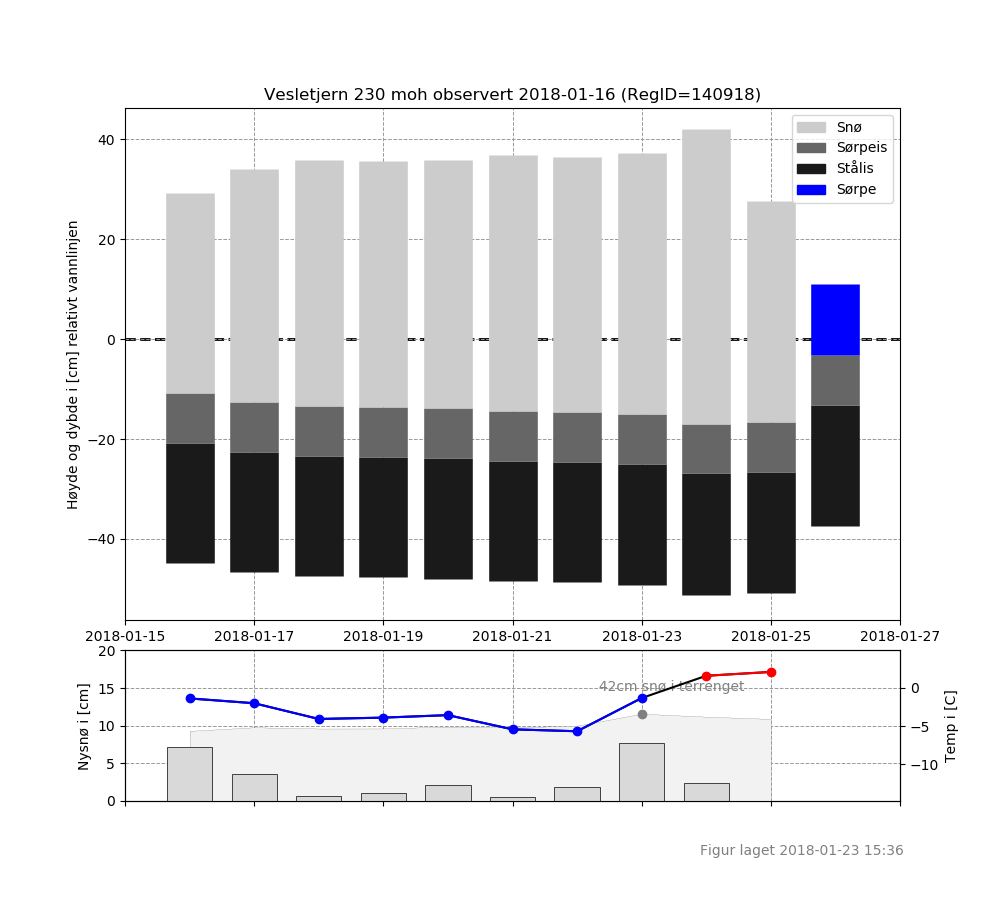 Vesletjern 230 moh observert 2018-01-16 (RegID=140918)
Høyde og dybde i [cm] relativt vannlinjen
40
20
0
−20
−40
Snø
Sørpeis
Stålis
Sørpe
2018-01-15 2018-01-17 2018-01-19 2018-01-21 2018-01-23 2018-01-25 2018-01-27
Nysnø i [cm]
20
15
10
5
0
42cm snø i terrenget
0
−5
−10
Temp i [C]
Figur laget 2018-01-23 15:36